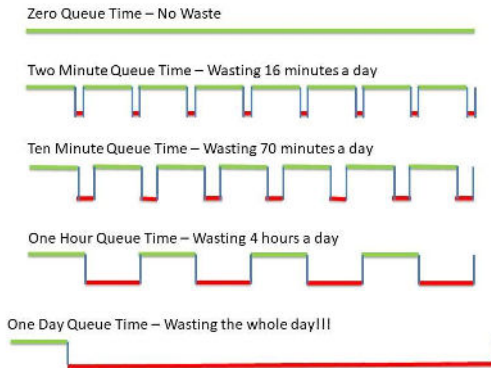 Zero Queue Time – No Waste
Two Minute Queue Time – Wasting 16 minutes a day
Ten Minute Queue Time – Wasting 70 minutes a day
One Hour Queue Time – Wasting 4 hours a day
One Day Queue Time – Wasting the whole day!!!